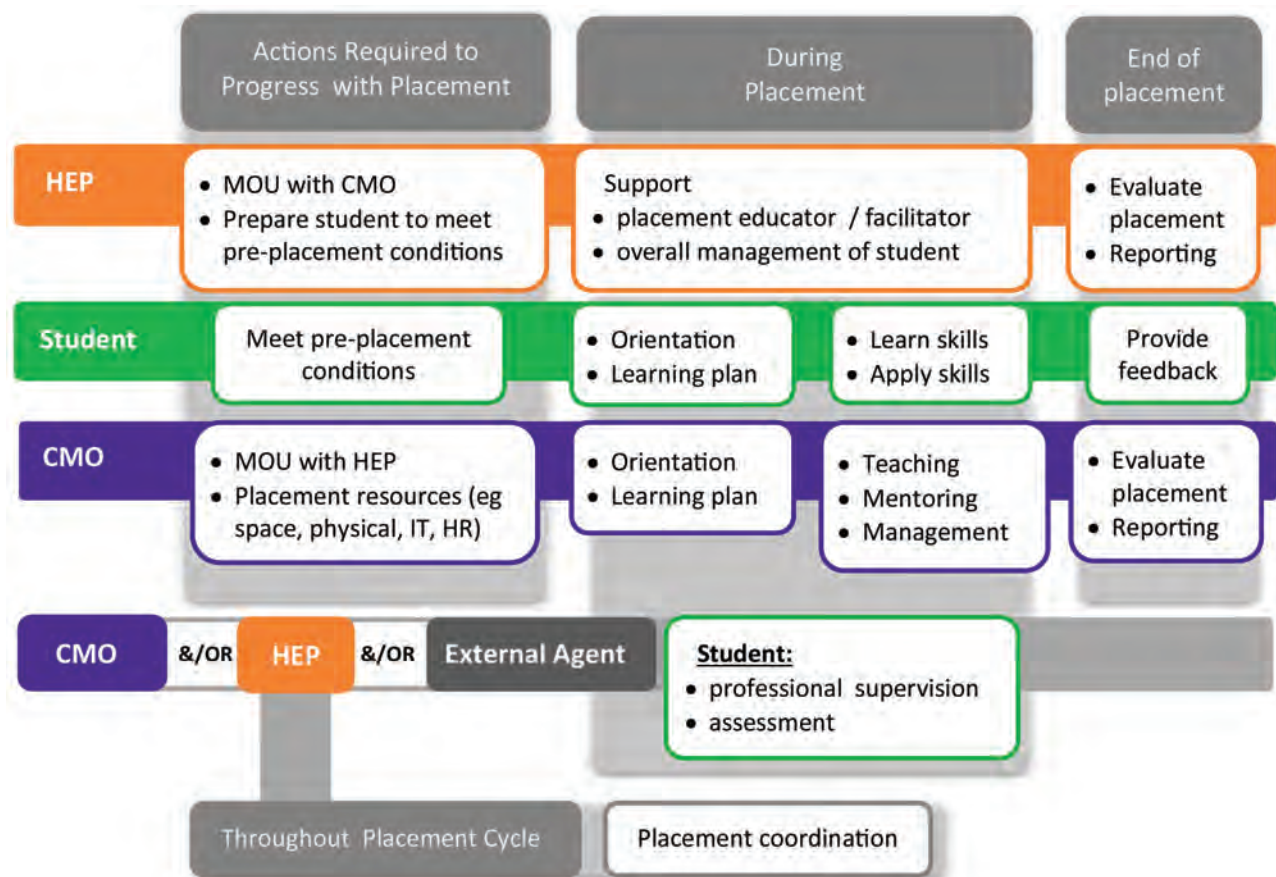 Actions Required to
Progress with Placement
During
Placement
End of
placement
HEP
• MOU with CMO
• Prepare student to meet
pre-placement conditions
Support
• placement educator / facilitator
• overall management of student
• Evaluate
placement
• Reporting
Student
Meet pre-placement
conditions
• Orientation
• Learning plan
• Learn skills
• Apply skills
Provide
feedback
CMO
• MOU with HEP
• Placement resources (eg
space, physical, IT, HR)
• Orientation
• Learning plan
• Teaching
• Mentoring
• Management
• Evaluate
placement
• Reporting
CMO
&/OR
HEP
&/OR
External Agent
Student:
• professional supervision
• assessment
Throughout Placement Cycle
Placement coordination